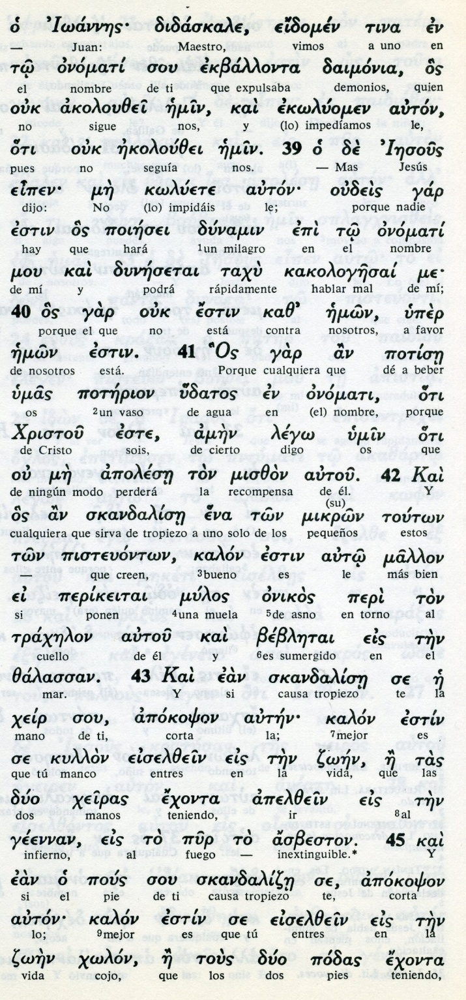 ὁ Ἰωάννης· διδάσκαλε, εἴδομέν τινα ἐν
— Juan: Maestro, vimos a uno en
τῷ ὀνόματί σου ἐκβάλλοντα δαιμόνια, ὃς
el nombre de ti que expulsaba demonios, quien
οὐκ ἀκολουθεῖ ἡμῖν, καὶ ἐκωλύομεν αὐτόν,
no sigue nos, y (lo) impedíamos le,
ὅτι οὐκ ἠκολούθει ἡμῖν. 39 ὁ δὲ Ἰησοῦς
pues no seguía nos. — Mas Jesús
εἶπεν· μὴ κωλύετε αὐτόν· οὐδεὶς γάρ
dijo: No (lo) impidáis le; porque nadie
ἐστιν ὃς ποιήσει δύναμιν ἐπὶ τῷ ὀνόματί
hay que hará 1un milagro en el nombre
μου καὶ δυνήσεται ταχὺ κακολογῆσαί με·
de mí y podrá rápidamente hablar mal de mí;
40 ὃς γὰρ οὐκ ἔστιν καθ' ἡμῶν, ὑπὲρ
porque el que no está contra nosotros, a favor
ἡμῶν ἐστιν. 41 Ὃς γὰρ ἂν ποτίσῃ
de nosotros está. Porque cualquiera que dé a beber
ὑμᾶς ποτήριον ὕδατος ἐν ὀνόματι, ὅτι
os 2un vaso de agua en (el) nombre, porque
Χριστοῦ ἐστε, ἀμὴν λέγω ὑμῖν ὅτι
de Cristo sois, de cierto digo os que
οὐ μὴ ἀπολέσῃ τὸν μισθὸν αὐτοῦ. 42 Καὶ
de ningún modo perderá la recompensa de él. Y
(su)
ὃς ἂν σκανδαλίσῃ ἕνα τῶν μικρῶν τούτων
cualquiera que sirva de tropiezo a uno solo de los pequeños estos
τῶν πιστευόντων, καλόν ἐστιν αὐτῷ μᾶλλον
que creen, 3bueno es le más bien
εἰ περίκειται μύλος ὀνικὸς περὶ τὸν
si ponen 4una muela 5de asno en torno al
τράχηλον αὐτοῦ καὶ βέβληται εἰς τὴν
cuello de él y 6es sumergido en el
θάλασσαν. 43 Καὶ ἐὰν σκανδαλίσῃ σε ἡ
mar. Y si causa tropiezo te la
χείρ σου, ἀπόκοψον αὐτήν· καλόν ἐστίν
mano de ti, corta la; 7mejor es
σε κυλλὸν εἰσελθεῖν εἰς τὴν ζωήν, ἢ τὰς
que tú manco entres en la vida, que las
δύο χεῖρας ἔχοντα ἀπελθεῖν εἰς τὴν
dos manos teniendo, ir 8al
γέενναν, εἰς τὸ πῦρ τὸ ἄσβεστον. 45 καὶ
infierno, al fuego — inextinguible.* Y
ἐὰν ὁ πούς σου σκανδαλίζῃ σε, ἀπόκοψον
si el pie de ti causa tropiezo te, corta
αὐτόν· καλόν ἐστίν σε εἰσελθεῖν εἰς τὴν
lo; 9mejor es que tú entres en la
ζωὴν χωλόν, ἢ τοὺς δύο πόδας ἔχοντα
vida cojo, que los dos pies teniendo,